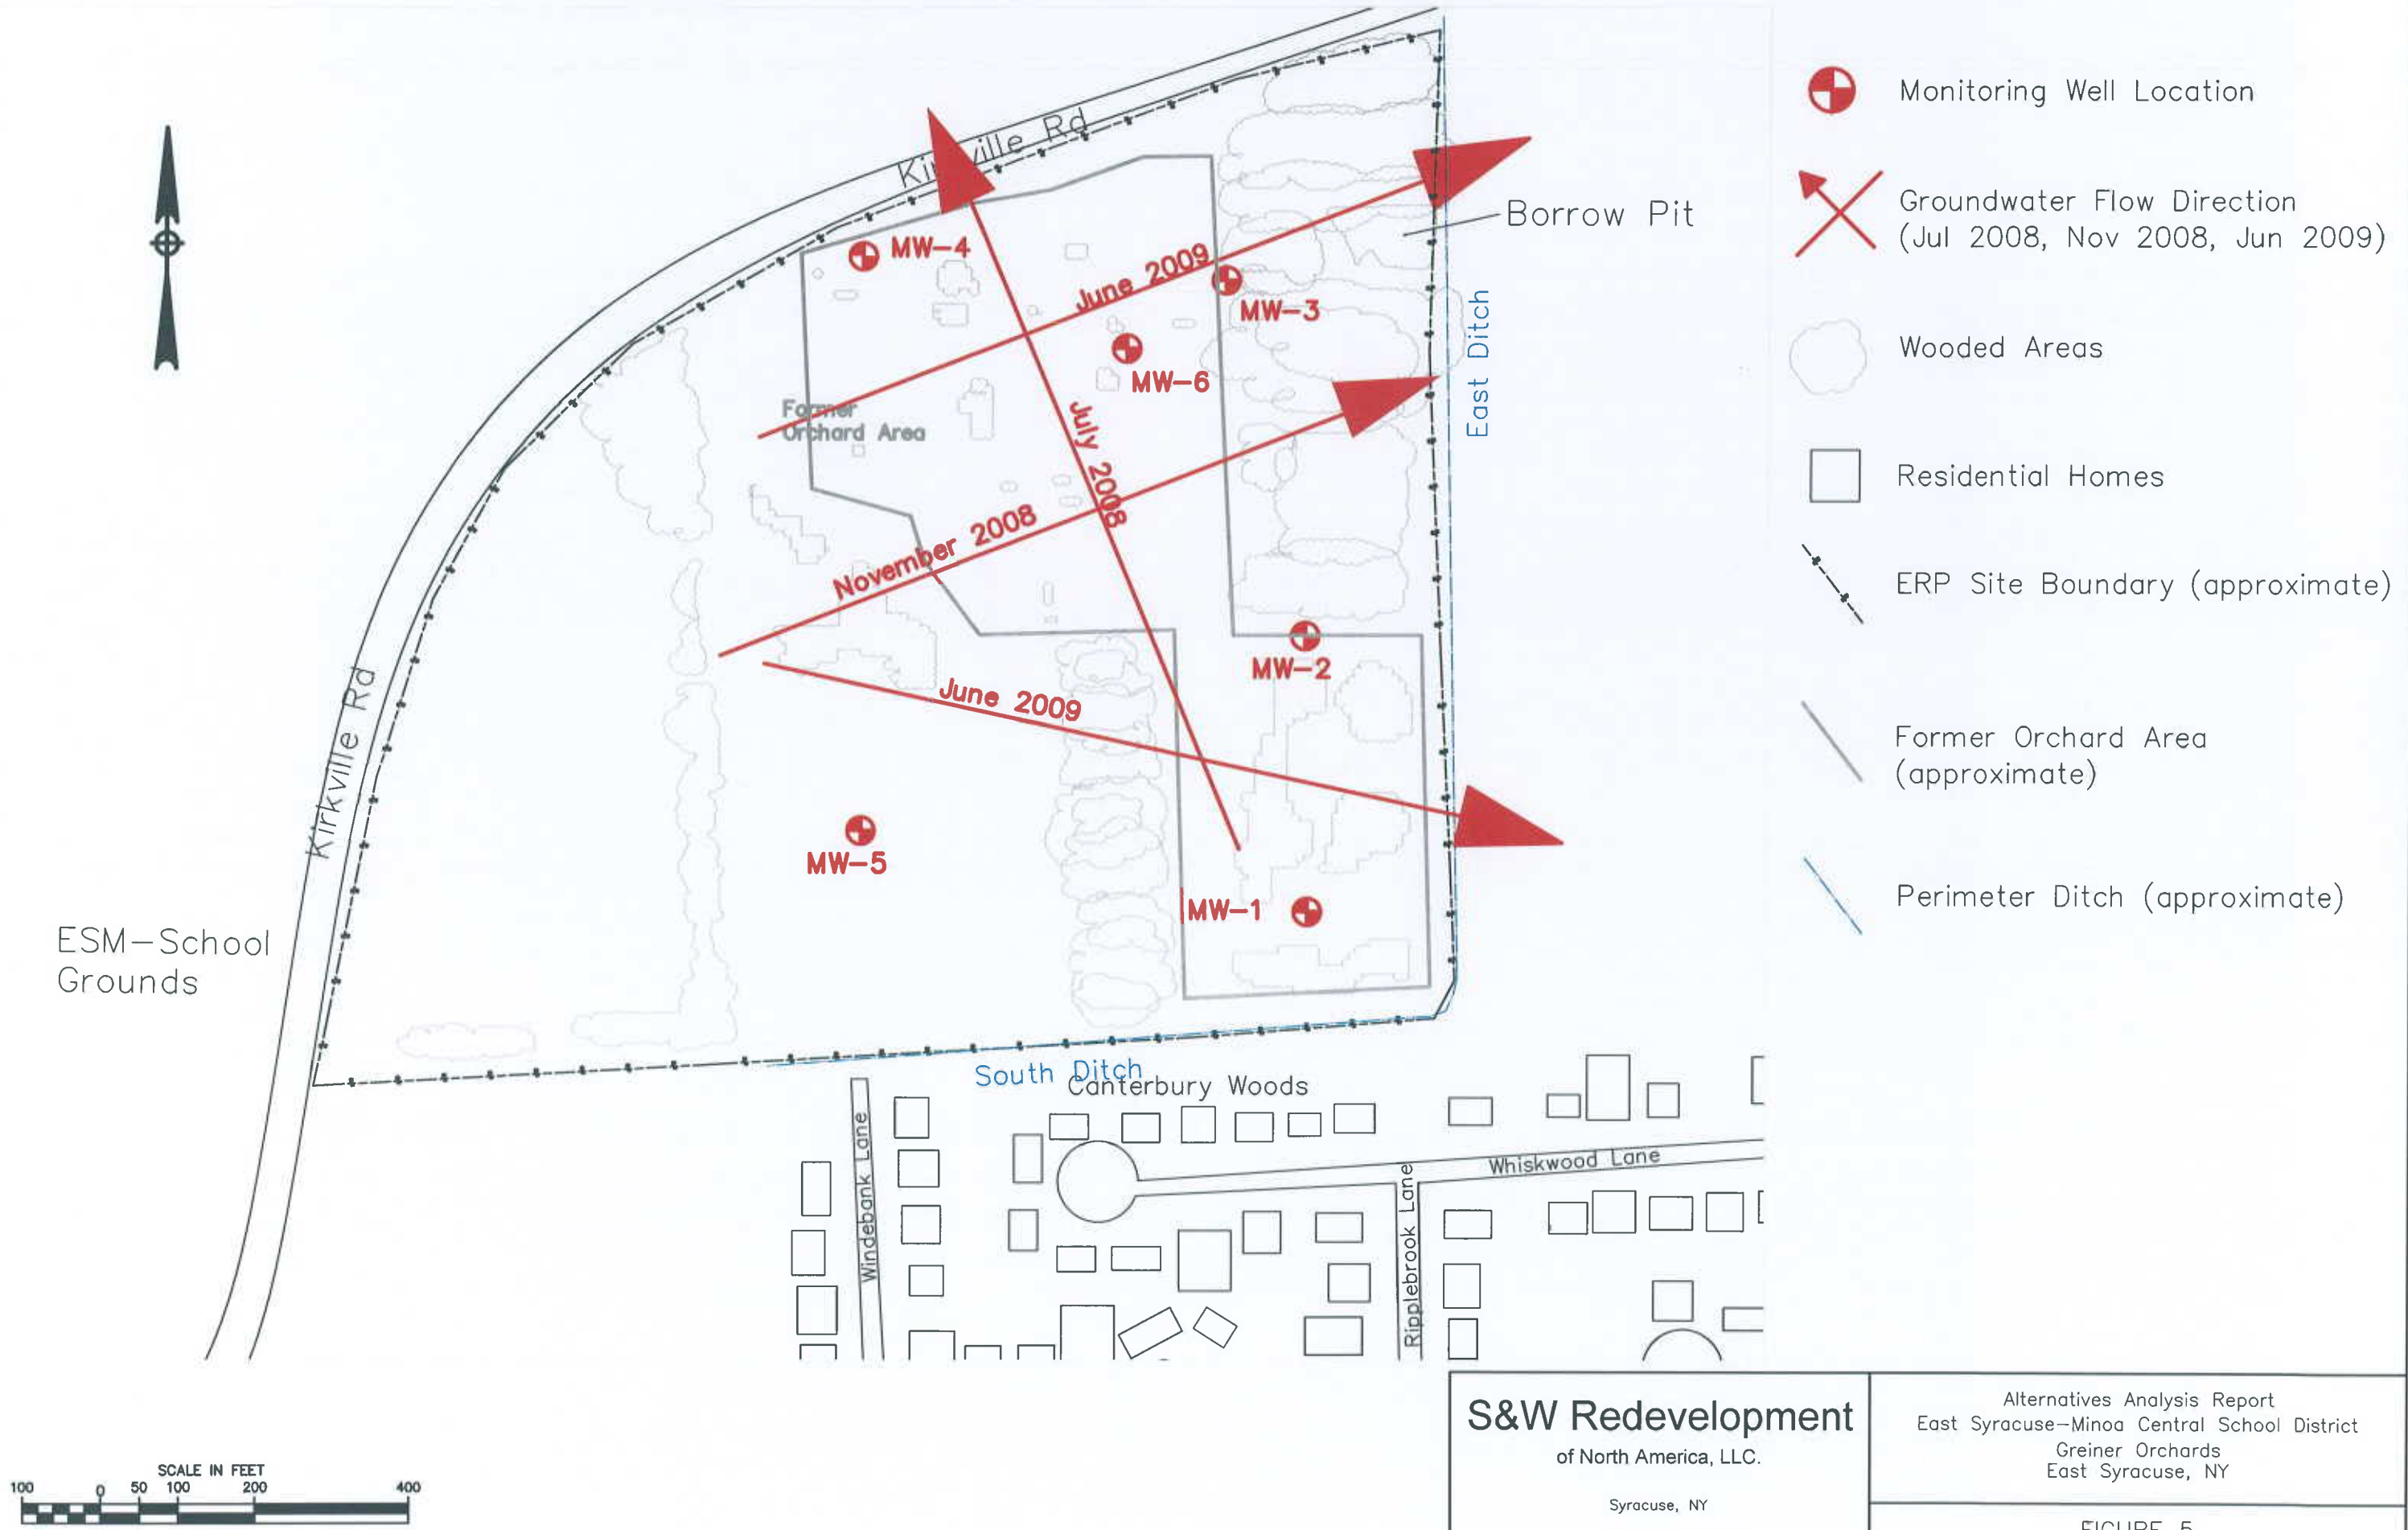 Kirkville Rd
MW-4
June 2009
MW-3
Borrow Pit
East Ditch
MW-6
Former
Orchard Area
July 2008
November 2008
MW-2
June 2009
Kirkville Rd
MW-5
MW-1
ESM-School
Grounds
South Ditch
Canterbury Woods
Windebank Lane
Whiskwood Lane
Ripplebrook Lane
Monitoring Well Location
Groundwater Flow Direction
(Jul 2008, Nov 2008, Jun 2009)
Wooded Areas
Residential Homes
ERP Site Boundary (approximate)
Former Orchard Area
(approximate)
Perimeter Ditch (approximate)
SCALE IN FEET
100 0 50 100 200 400
S&W Redevelopment
of North America, LLC.
Syracuse, NY
Alternatives Analysis Report
East Syracuse-Minoa Central School District
Greiner Orchards
East Syracuse, NY
FIGURE 5